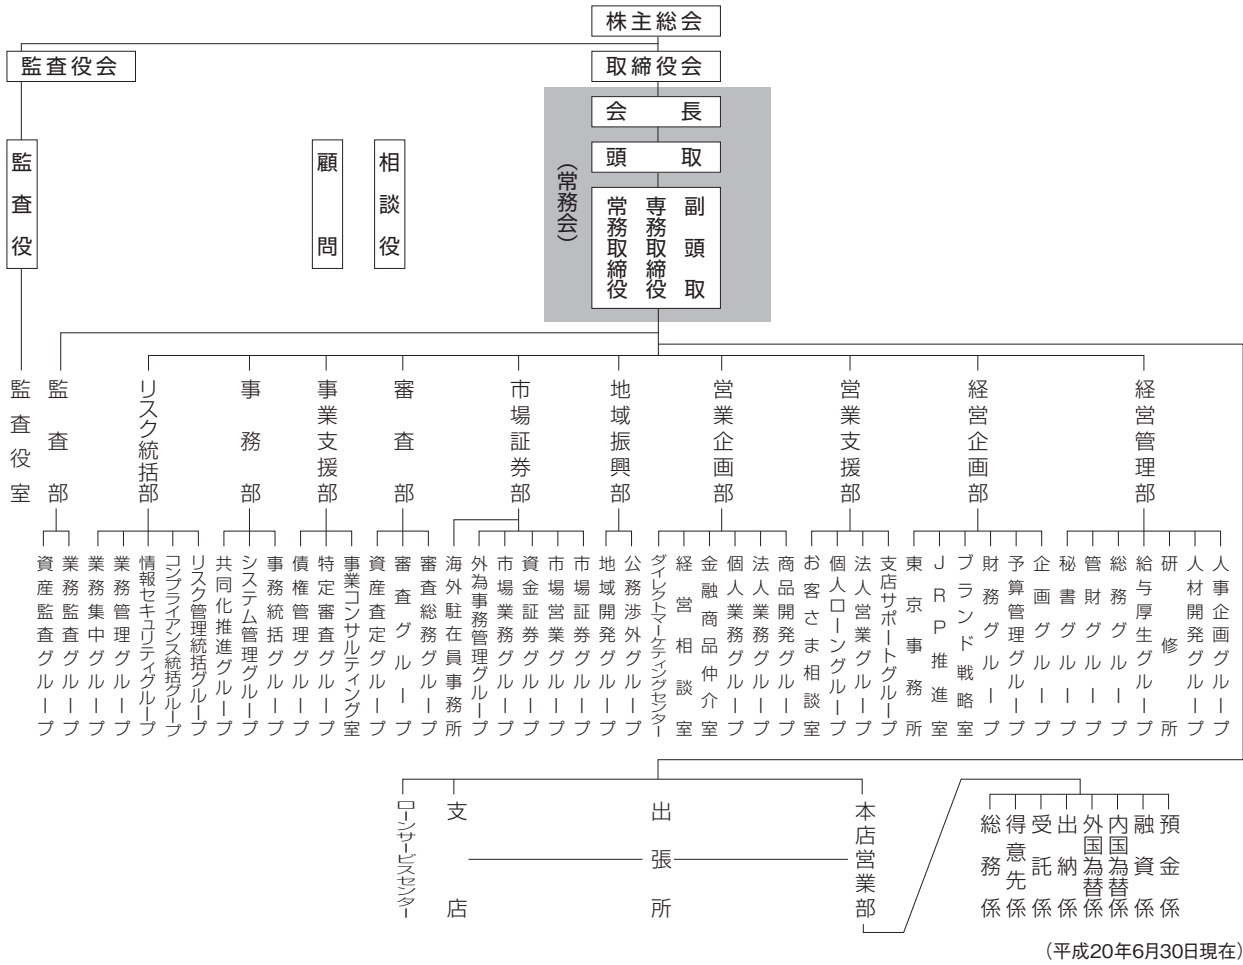 株主総会
監査役会
取締役会
会長
頭取
(常務会)
副頭取
専務取締役
常務取締役
相談役
顧問
監査役
経営管理部
経営企画部
営業支援部
営業企画部
地域振興部
市場証券部
審査部
事業支援部
事務部
リスク統括部
監査部
監査役室
人事企画グループ
人材開発グループ
研修所
給与厚生グループ
総務グループ
管財グループ
秘書グループ
企画グループ
予算管理グループ
財務グループ
ブランド戦略室
JRP推進室
東京事務所
支店サポートグループ
法人営業グループ
個人ローングループ
お客さま相談室
商品開発グループ
法人業務グループ
個人業務グループ
金融商品仲介室
経営相談室
ダイレクトマーケティングセンター
公務渉外グループ
地域開発グループ
市場証券グループ
市場営業グループ
資金証券グループ
市場業務グループ
外為事務管理グループ
海外駐在員事務所
審査総務グループ
審査グループ
資産査定グループ
事業コンサルティング室
特定審査グループ
債権管理グループ
事務統括グループ
システム管理グループ
共同化推進グループ
リスク管理統括グループ
コンプライアンス統括グループ
情報セキュリティグループ
業務管理グループ
業務集中グループ
業務監査グループ
資産監査グループ
本店営業部
出張所
支店
ローンサービスセンター
預金係
融資係
内国為替係
外国為替係
出納係
受託係
得意先係
総務係
(平成20年6月30日現在)